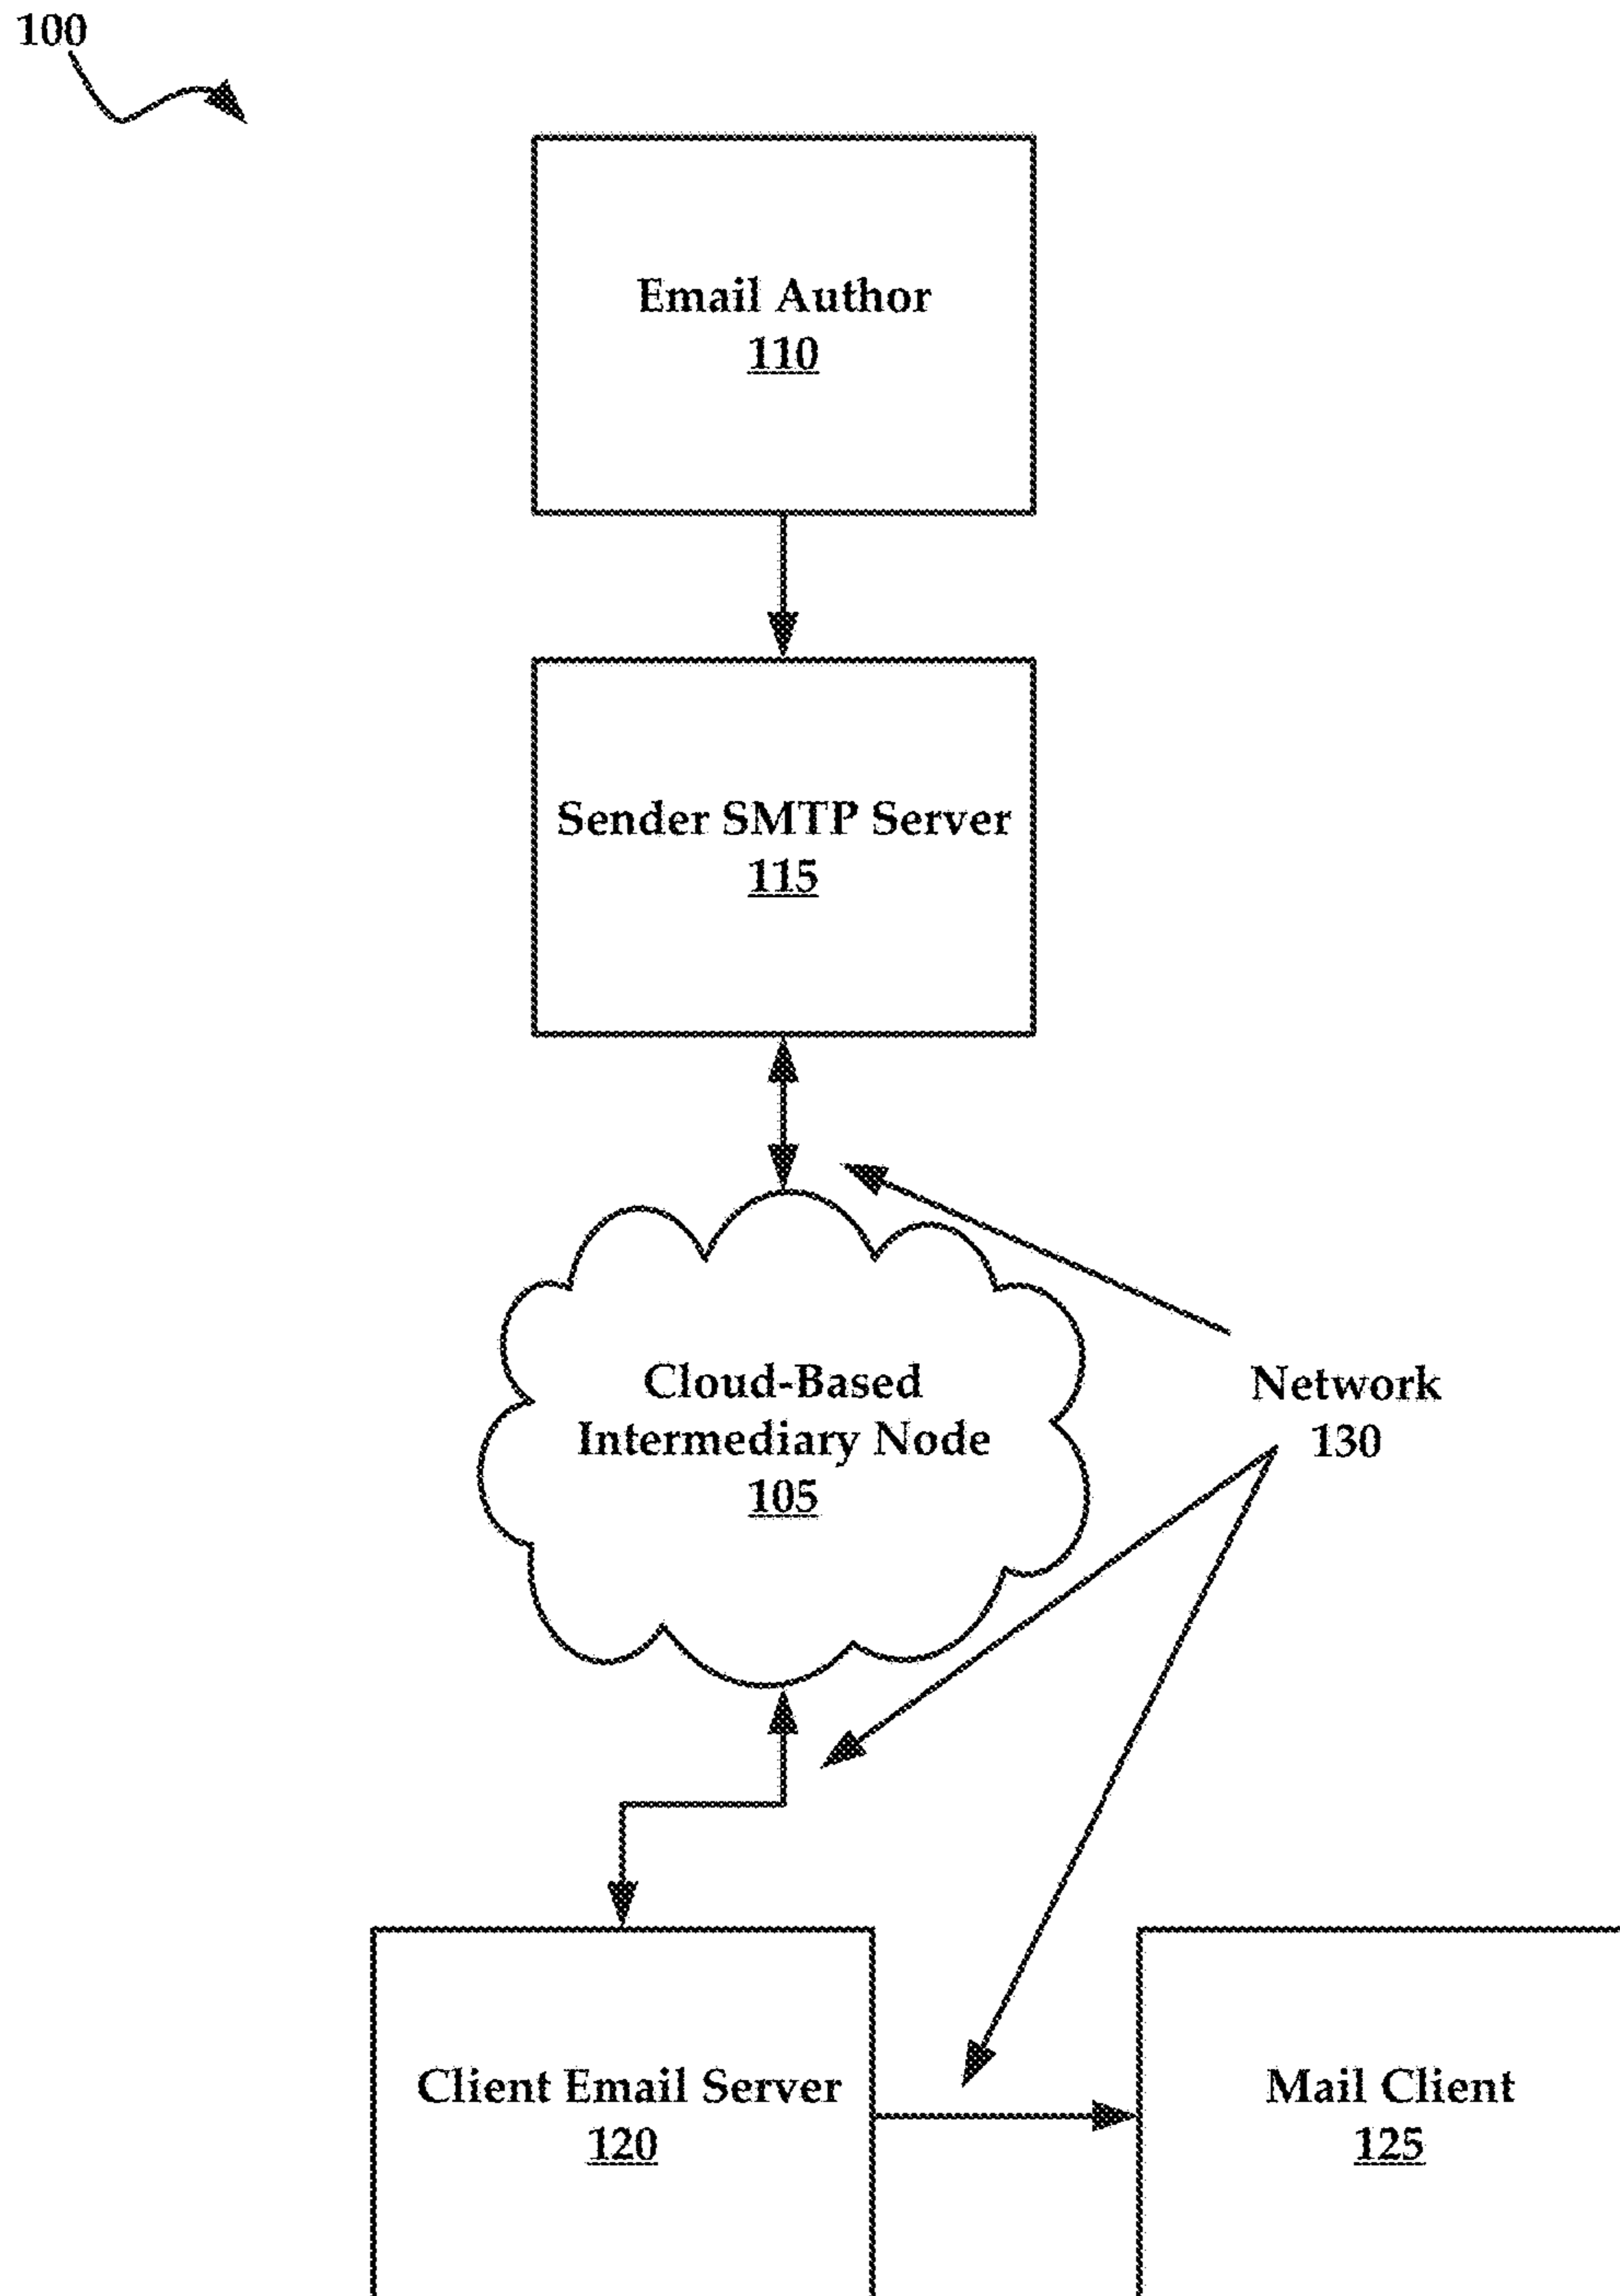 100
Email Author
110
Sender SMTP Server
115
Cloud-Based
Intermediary Node
105
Network
130
Client Email Server
120
Mail Client
125